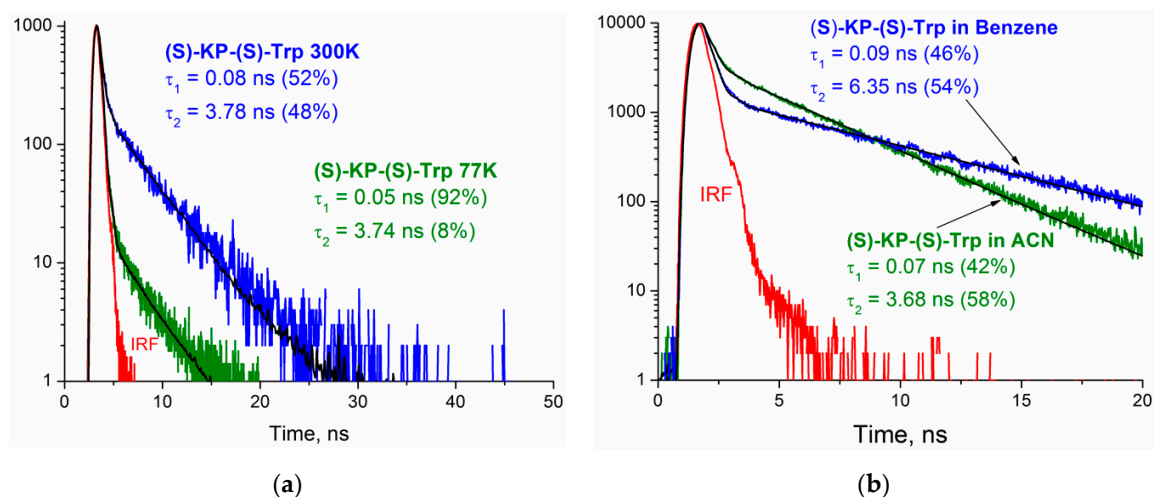 (S)-KP-(S)-Trp 300K
τ1 = 0.08 ns (52%)
τ2 = 3.78 ns (48%)
(S)-KP-(S)-Trp 77K
τ1 = 0.05 ns (92%)
τ2 = 3.74 ns (8%)
IRF
1000
100
10
1
0 10 20 30 40 50
Time, ns
(a)
(S)-KP-(S)-Trp in Benzene
τ1 = 0.09 ns (46%)
τ2 = 6.35 ns (54%)
IRF
(S)-KP-(S)-Trp in ACN
τ1 = 0.07 ns (42%)
τ2 = 3.68 ns (58%)
10000
1000
100
10
1
0 5 10 15 20
Time, ns
(b)